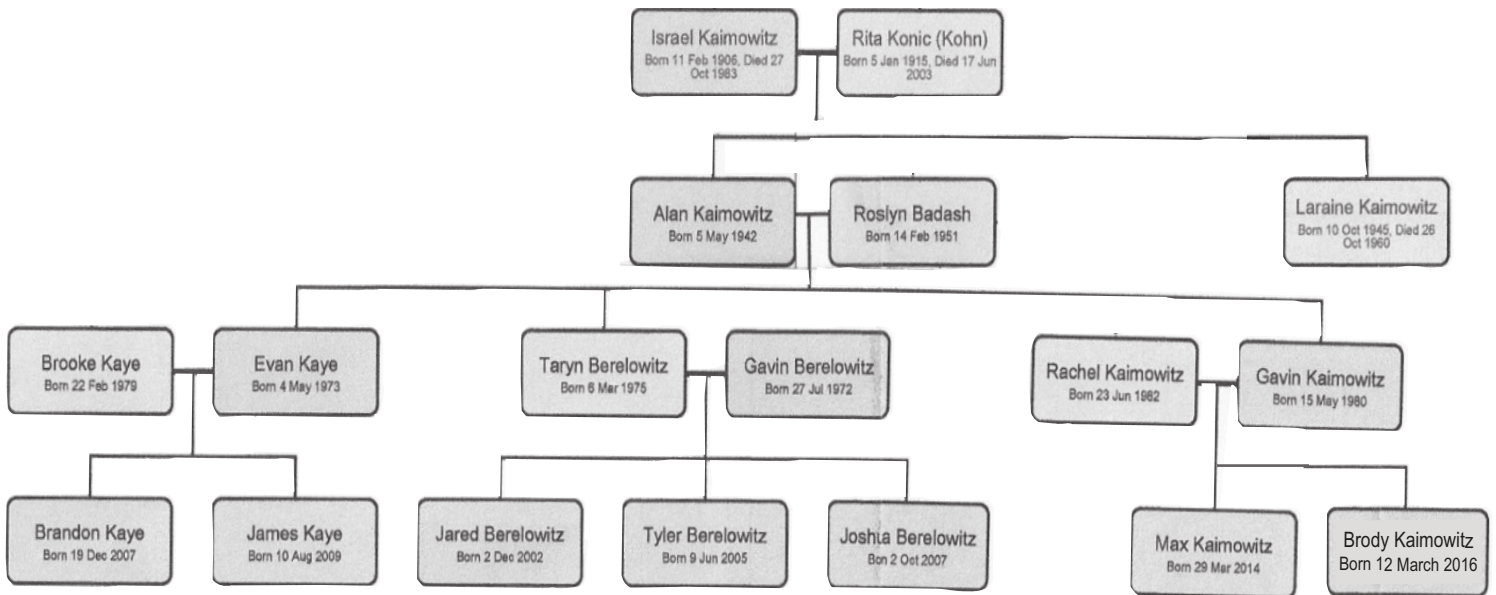 Israel Kaimowitz
Born 11 Feb 1906, Died 27
Oct 1983
Rita Konic (Kohn)
Born 5 Jan 1915, Died 17 Jun
2003
Alan Kaimowitz
Born 5 May 1942
Roslyn Badash
Born 14 Feb 1951
Laraine Kaimowitz
Born 10 Oct 1945, Died 26
Oct 1960
Brooke Kaye
Born 22 Feb 1979
Evan Kaye
Born 4 May 1973
Taryn Berelowitz
Born 6 Mar 1975
Gavin Berelowitz
Born 27 Jul 1972
Rachel Kaimowitz
Born 23 Jun 1982
Gavin Kaimowitz
Born 15 May 1980
Brandon Kaye
Born 19 Dec 2007
James Kaye
Born 10 Aug 2009
Jared Berelowitz
Born 2 Dec 2002
Tyler Berelowitz
Born 9 Jun 2005
Joshua Berelowitz
Bon 2 Oct 2007
Max Kaimowitz
Born 29 Mar 2014
Brody Kaimowitz
Born 12 March 2016